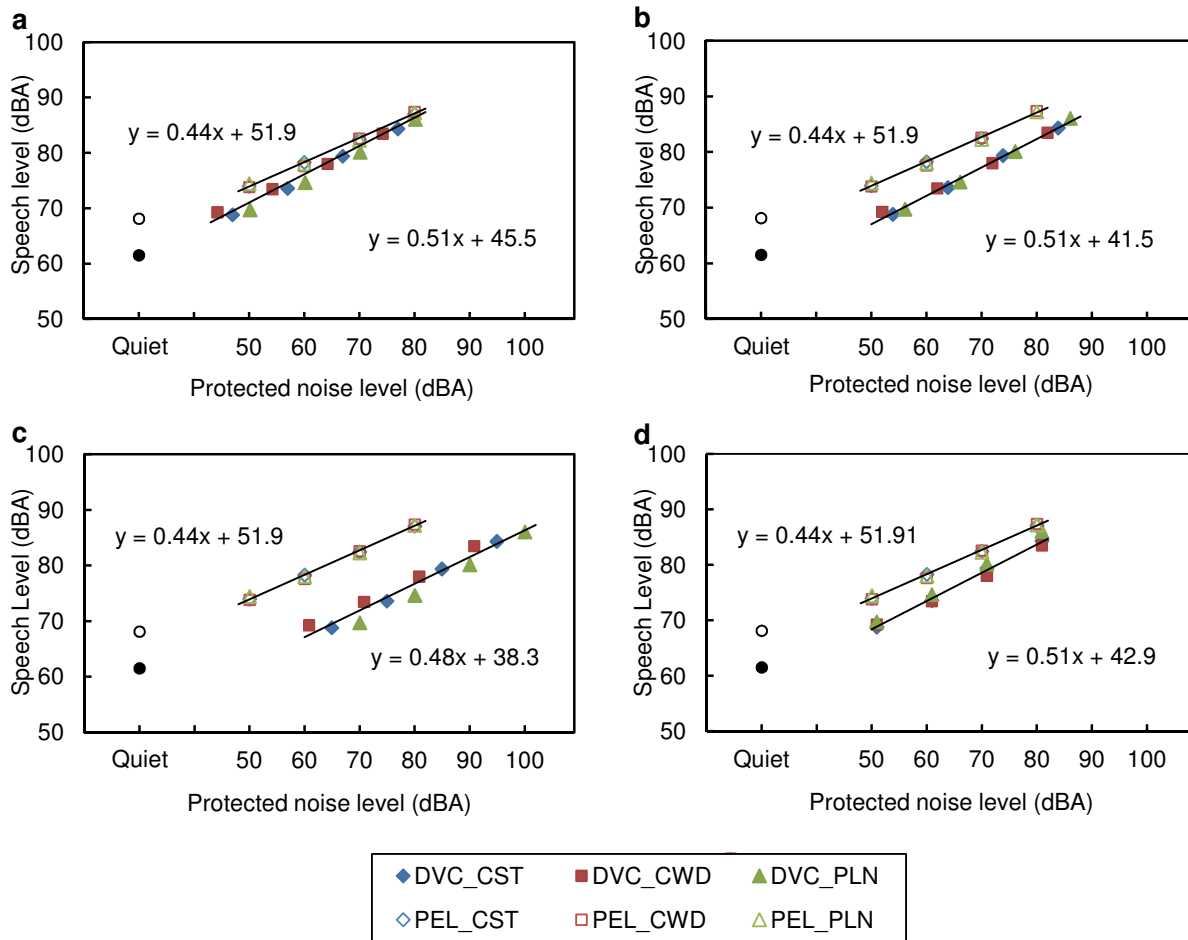 a
100
90
80
70
60
50
Speech level (dBA)
y = 0.44x + 51.9
y = 0.51x + 45.5
Quiet 50 60 70 80 90 100
Protected noise level (dBA)
b
100
90
80
70
60
50
Speech level (dBA)
y = 0.44x + 51.9
y = 0.51x + 41.5
Quiet 50 60 70 80 90 100
Protected noise level (dBA)
c
100
90
80
70
60
50
Speech Level (dBA)
y = 0.44x + 51.9
y = 0.48x + 38.3
Quiet 50 60 70 80 90 100
Protected noise level (dBA)
d
100
90
80
70
60
50
Speech Level (dBA)
y = 0.44x + 51.91
y = 0.51x + 42.9
Quiet 50 60 70 80 90 100
Protected noise level (dBA)
DVC_CST DVC_CWD DVC_PLN
PEL_CST PEL_CWD PEL_PLN